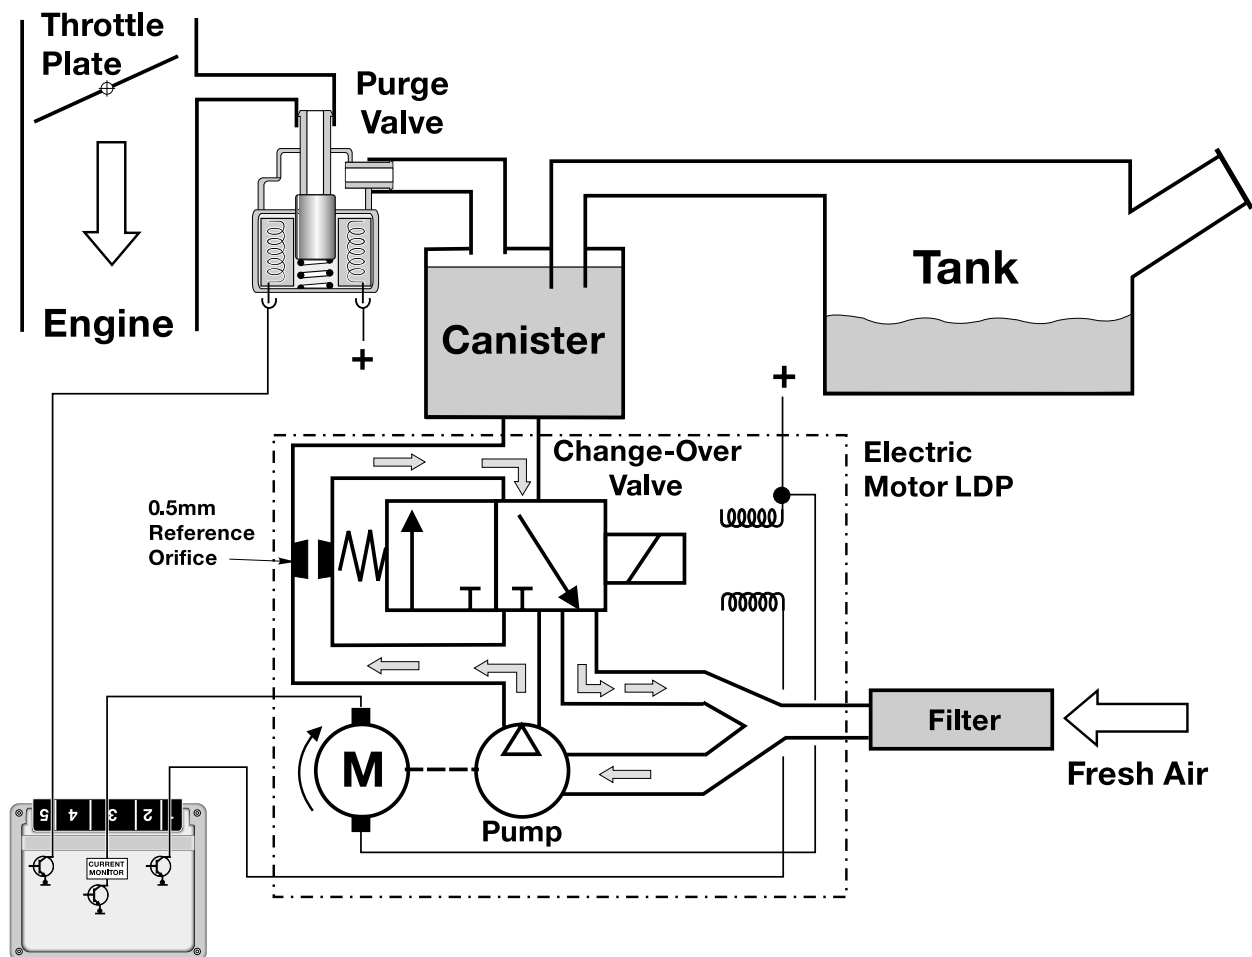 Throttle
Plate
Purge
Valve
Tank
Engine
+
Canister
+
Change-Over
Valve
Electric
Motor LDP
0.5mm
Reference
Orifice
Filter
Fresh Air
M
Pump
5 4 3 2 1
CURRENT
MONITOR